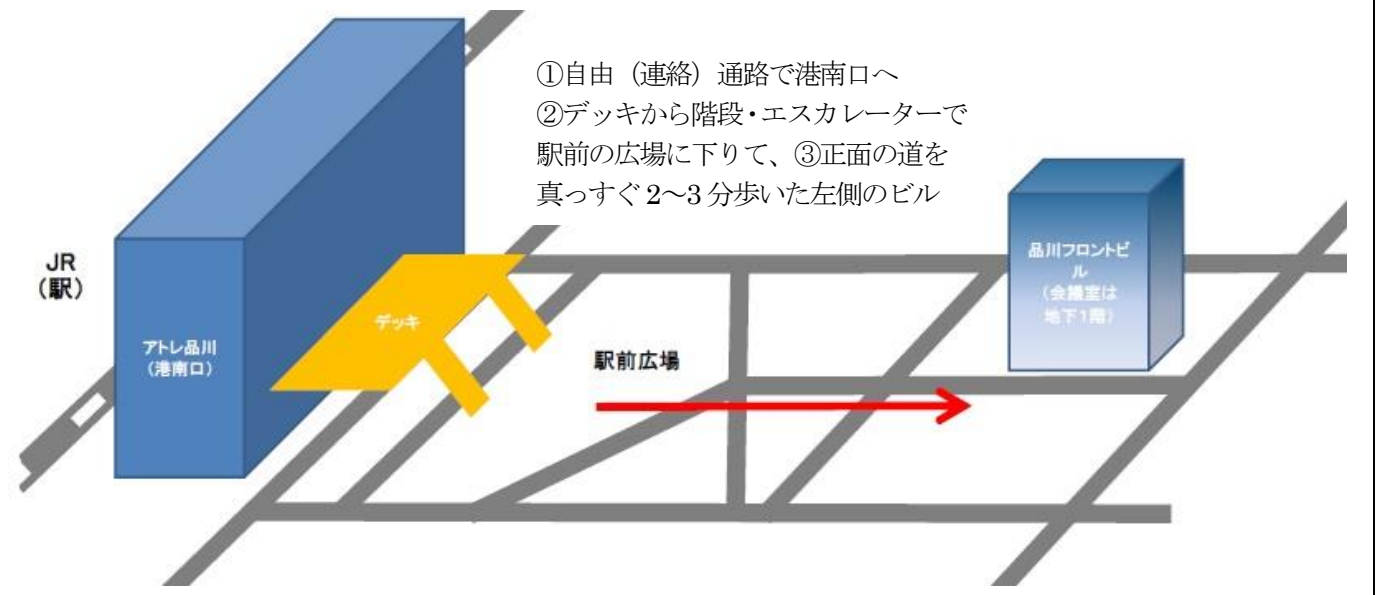 ①自由（連絡）通路で港南口へ
②デッキから階段・エスカレーターで
駅前の広場に下りて、③正面の道を
真っすぐ2～3分歩いた左側のビル
JR
（駅）
アトレ品川
（港南口）
デッキ
駅前広場
品川フロントビ
ル
（会議室は
地下1階）